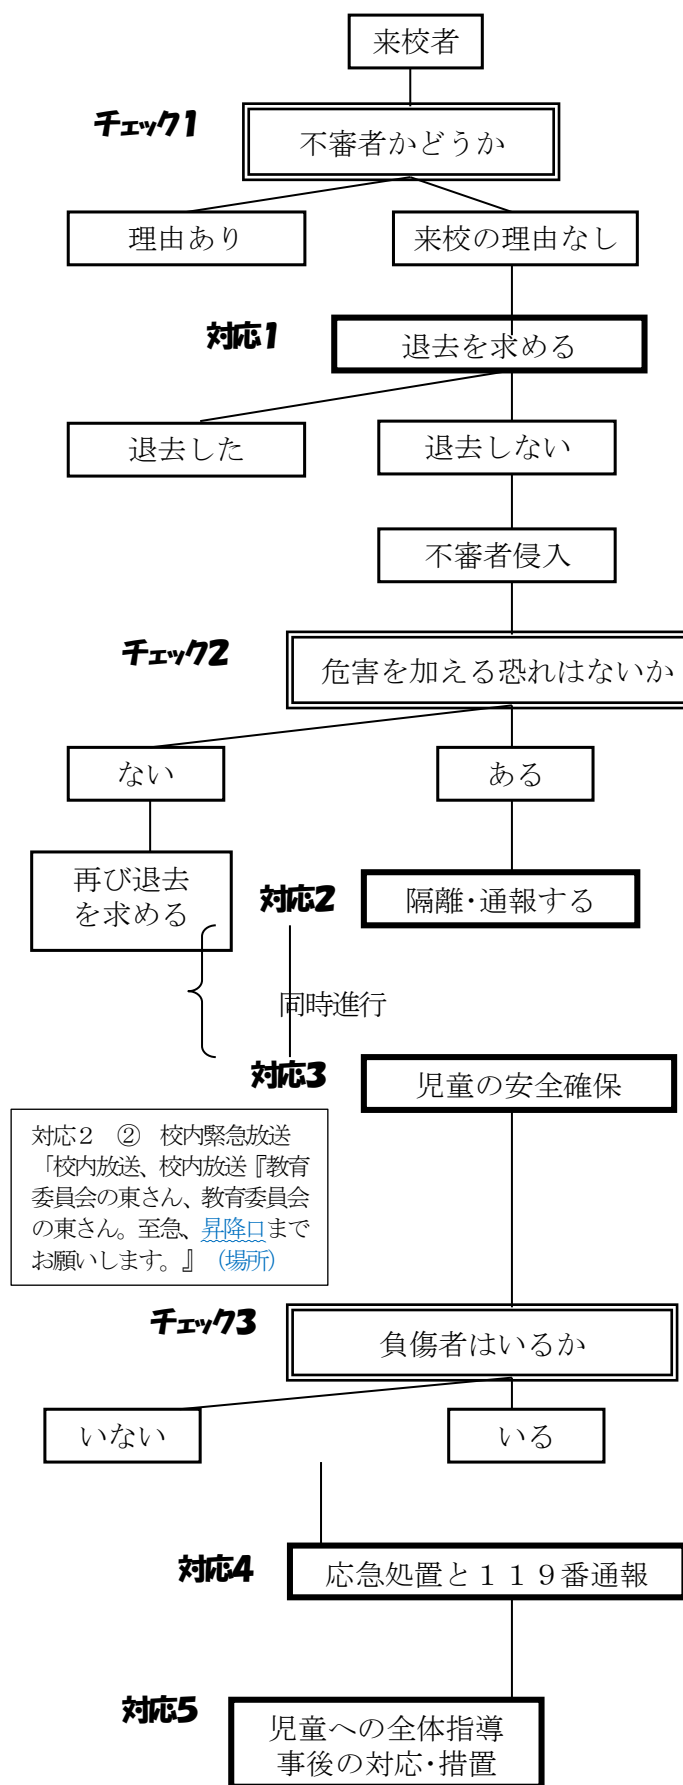 来校者
チェック1
不審者かどうか
理由あり
来校の理由なし
対応1
退去を求める
退去した
退去しない
不審者侵入
チェック2
危害を加える恐れはないか
ない
ある
再び退去
を求める
対応2
隔離・通報する
同時進行
対応3
児童の安全確保
対応2 ② 校内緊急放送
「校内放送、校内放送『教育
委員会の東さん、教育委員会
の東さん。至急、昇降口まで
お願いします。』(場所)
チェック3
負傷者はいるか
いない
いる
対応4
応急処置と119番通報
対応5
児童への全体指導
事後の対応・措置